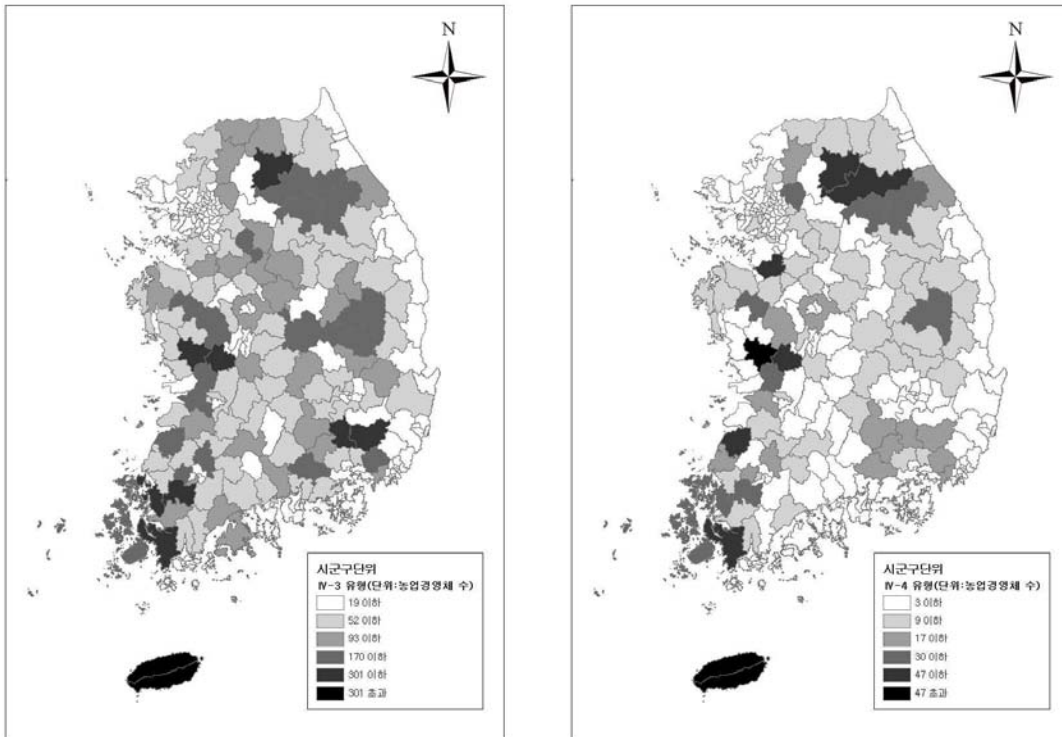 N
시군구단위
Ⅳ-3 유형(단위:농업경영체 수)
19 이하
52 이하
93 이하
170 이하
301 이하
301 초과
N
시군구단위
Ⅳ-4 유형(단위:농업경영체 수)
3 이하
9 이하
17 이하
30 이하
47 이하
47 초과